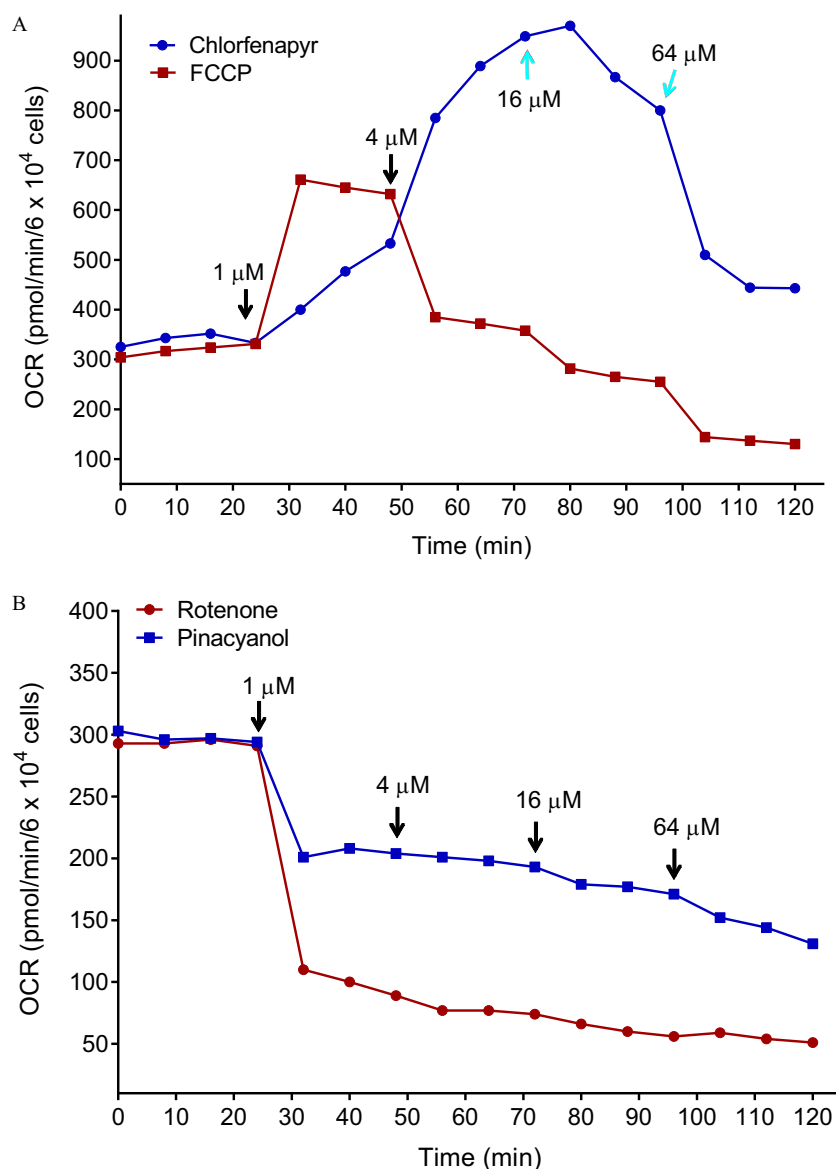 A
Chlorfenapyr
FCCP
900
800
700
600
500
400
300
200
100
1 μM
4 μM
16 μM
64 μM
OCR (pmol/min/6 x 10⁴ cells)
0 10 20 30 40 50 60 70 80 90 100 110 120
Time (min)
B
Rotenone
Pinacyanol
400
350
300
250
200
150
100
50
1 μM
4 μM
16 μM
64 μM
OCR (pmol/min/6 x 10⁴ cells)
0 10 20 30 40 50 60 70 80 90 100 110 120
Time (min)